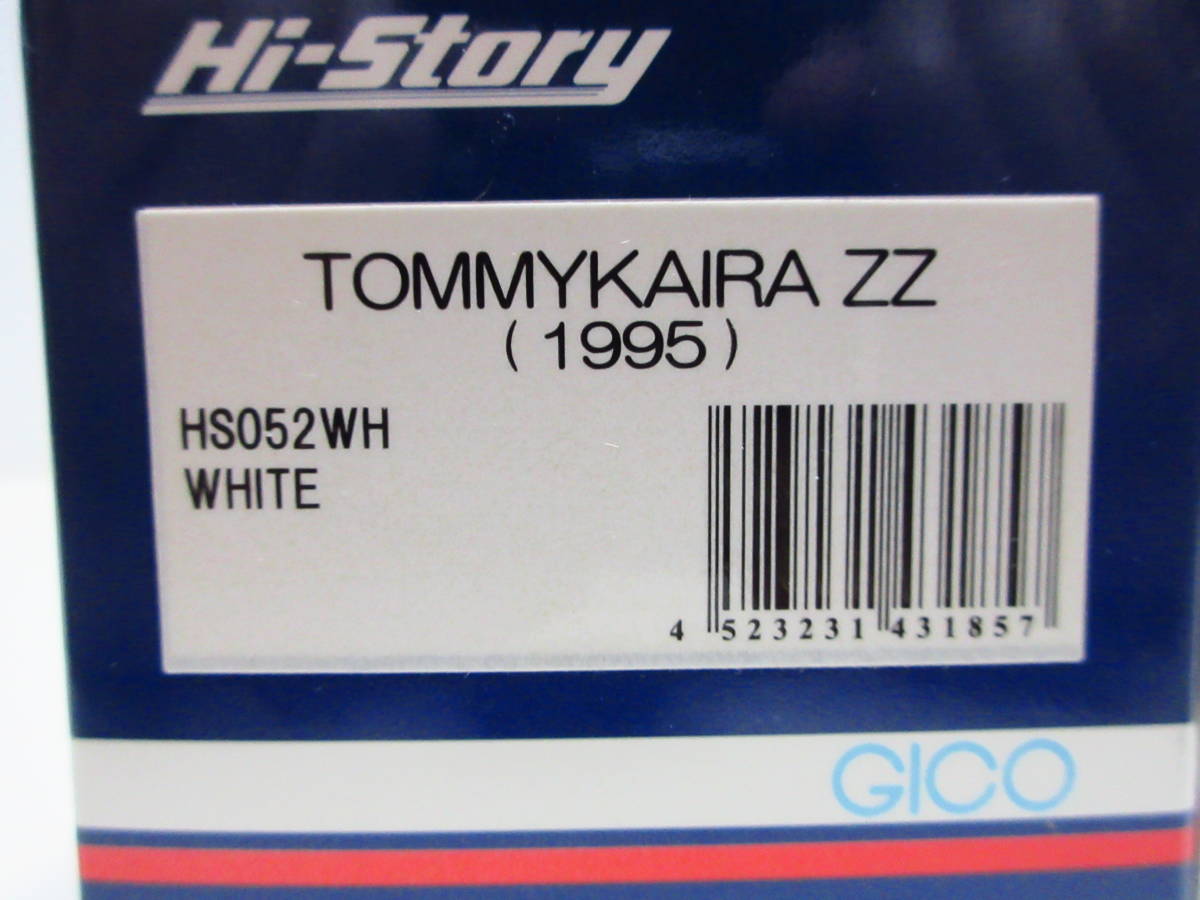 Hi-Story
TOMMYKAIRA ZZ
(1995)
HS052WH
WHITE
4 523231 431857
GICO